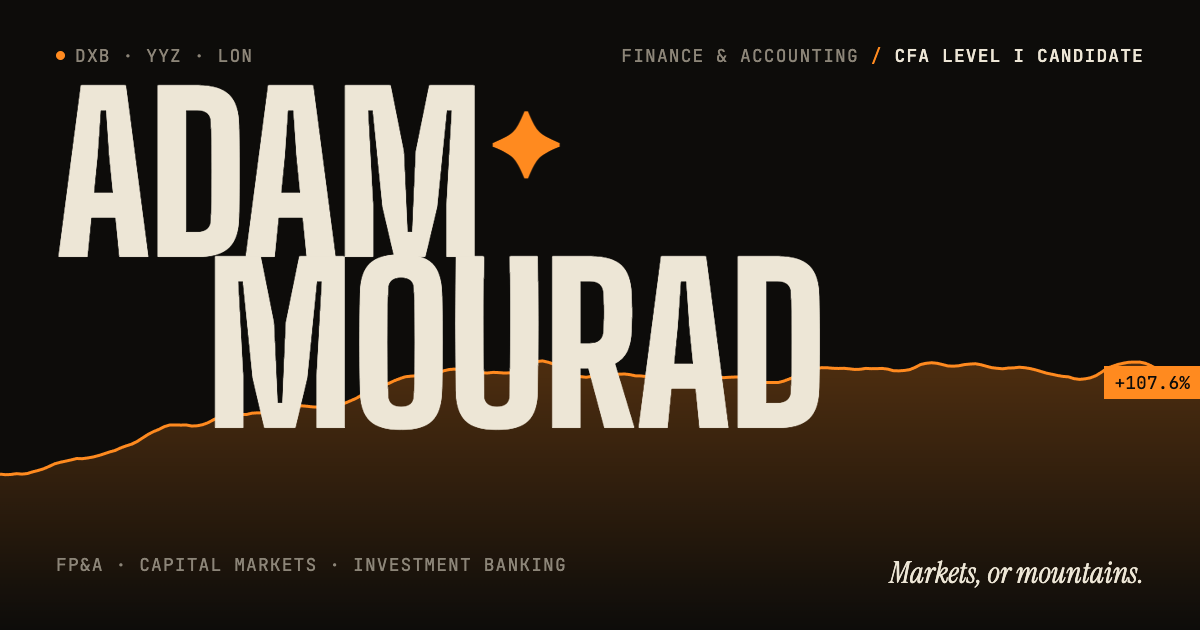 DXB · YYZ · LON
FINANCE & ACCOUNTING / CFA LEVEL I CANDIDATE
ADAM
MOURAD
+107.6%
FP&A · CAPITAL MARKETS · INVESTMENT BANKING
Markets, or mountains.